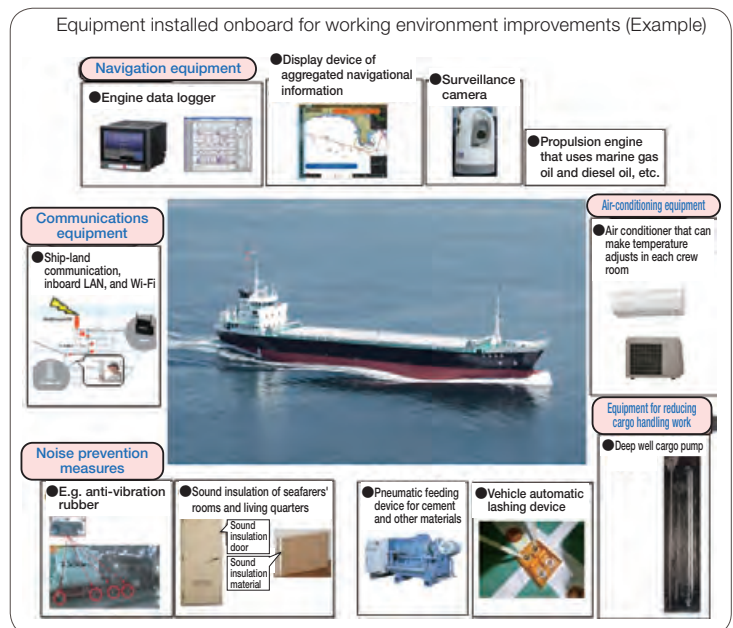 Equipment installed onboard for working environment improvements (Example)
Navigation equipment
●Engine data logger
●Display device of
aggregated navigational
information
●Surveillance
camera
●Propulsion engine
that uses marine gas
oil and diesel oil, etc.
Communications
equipment
●Ship-land
communication,
inboard LAN, and Wi-Fi
Air-conditioning equipment
●Air conditioner that can
make temperature
adjusts in each crew
room
Equipment for reducing
cargo handling work
●Deep well cargo pump
Noise prevention
measures
●E.g. anti-vibration
rubber
●Sound insulation of seafarers'
rooms and living quarters
Sound
insulation
door
Sound
insulation
material
●Pneumatic feeding
device for cement
and other materials
●Vehicle automatic
lashing device